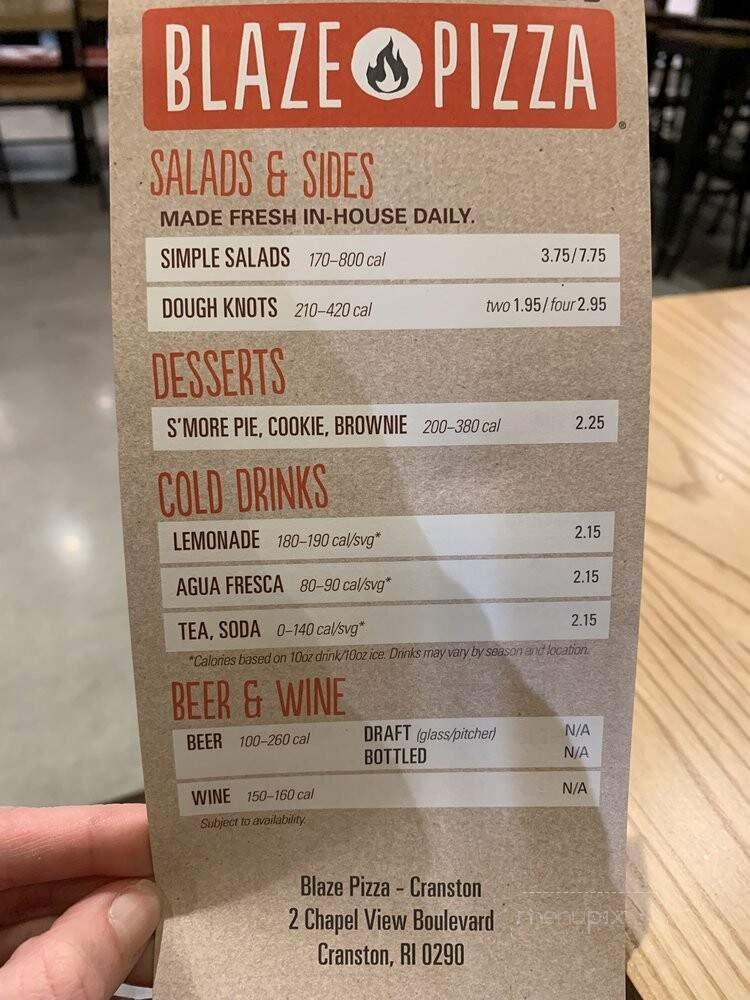 BLAZE PIZZA®
SALADS & SIDES
MADE FRESH IN-HOUSE DAILY.
SIMPLE SALADS 170–800 cal 3.75/7.75
DOUGH KNOTS 210–420 cal two 1.95/four 2.95
DESSERTS
S'MORE PIE, COOKIE, BROWNIE 200–380 cal 2.25
COLD DRINKS
LEMONADE 180–190 cal/svg* 2.15
AGUA FRESCA 80–90 cal/svg* 2.15
TEA, SODA 0–140 cal/svg* 2.15
*Calories based on 10oz drink/10oz ice. Drinks may vary by season and location.
BEER & WINE
BEER 100–260 cal DRAFT (glass/pitcher) N/A
BOTTLED N/A
WINE 150–160 cal N/A
Subject to availability.
Blaze Pizza - Cranston
2 Chapel View Boulevard
Cranston, RI 0290
menupix